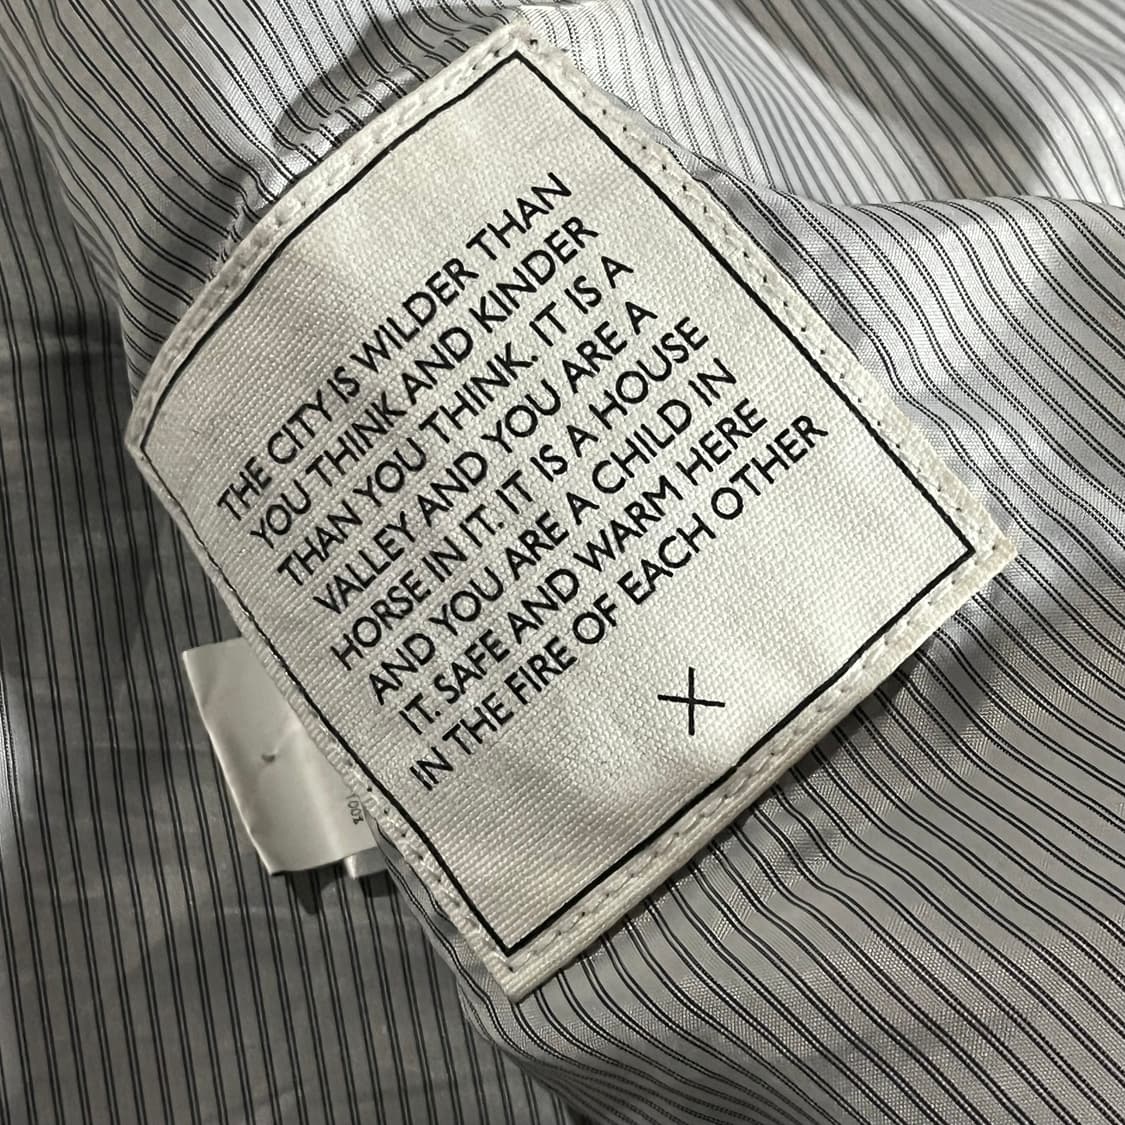 THE CITY IS WILDER THAN
YOU THINK AND KINDER
THAN YOU THINK. IT IS A
VALLEY AND YOU ARE A
HORSE IN IT. IT IS A HOUSE
AND YOU ARE A CHILD IN
IT. SAFE AND WARM HERE
IN THE FIRE OF EACH OTHER
X
100%